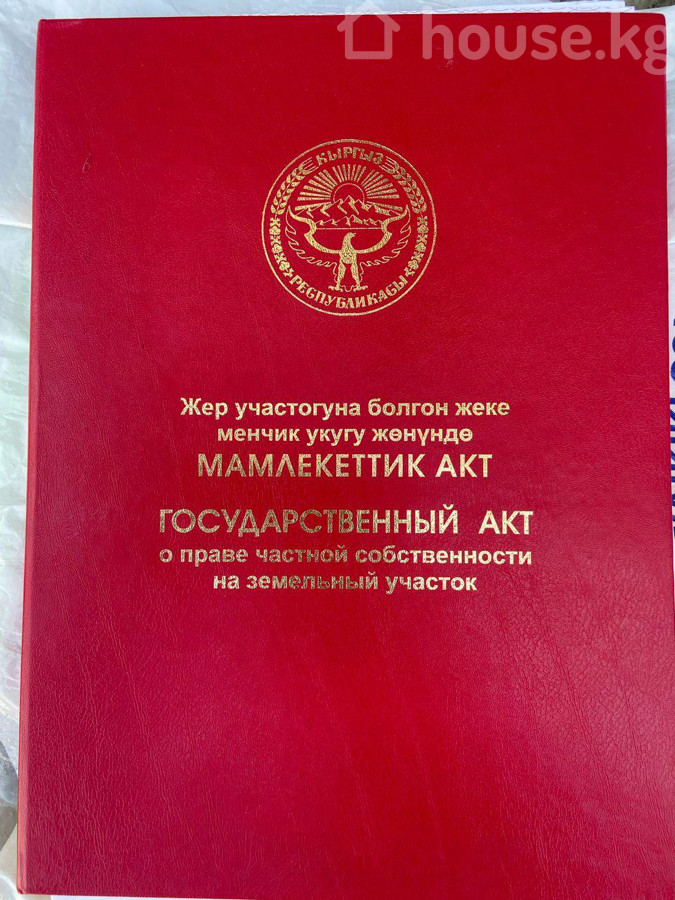 house.kg
КЫРГЫЗ
РЕСПУБЛИКАСЫ
Жер участогуна болгон жеке
менчик укугу жөнүндө
МАМЛЕКЕТТИК АКТ
ГОСУДАРСТВЕННЫЙ АКТ
о праве частной собственности
на земельный участок